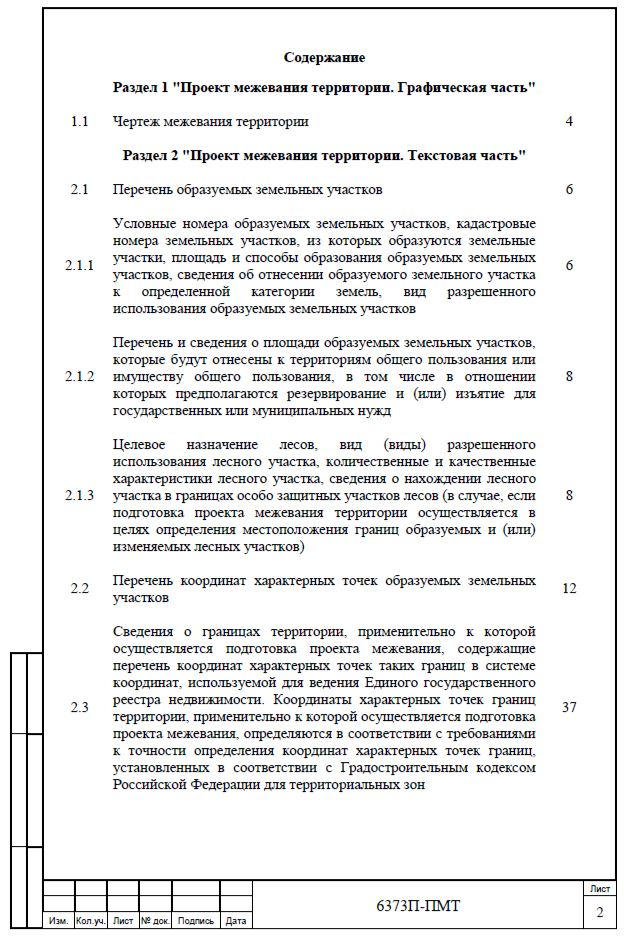 Содержание
Раздел 1 "Проект межевания территории. Графическая часть"
1.1 Чертеж межевания территории 4
Раздел 2 "Проект межевания территории. Текстовая часть"
2.1 Перечень образуемых земельных участков 6
Условные номера образуемых земельных участков, кадастровые
номера земельных участков, из которых образуются земельные
участки, площадь и способы образования образуемых земельных
2.1.1 участков, сведения об отнесении образуемого земельного участка 6
к определенной категории земель, вид разрешенного
использования образуемых земельных участков
Перечень и сведения о площади образуемых земельных участков,
которые будут отнесены к территориям общего пользования или
2.1.2 имуществу общего пользования, в том числе в отношении 8
которых предполагаются резервирование и (или) изъятие для
государственных или муниципальных нужд
Целевое назначение лесов, вид (виды) разрешенного
использования лесного участка, количественные и качественные
характеристики лесного участка, сведения о нахождении лесного
2.1.3 участка в границах особо защитных участков лесов (в случае, если 8
подготовка проекта межевания территории осуществляется в
целях определения местоположения границ образуемых и (или)
изменяемых лесных участков)
2.2 Перечень координат характерных точек образуемых земельных 12
участков
Сведения о границах территории, применительно к которой
осуществляется подготовка проекта межевания, содержащие
перечень координат характерных точек таких границ в системе
координат, используемой для ведения Единого государственного
2.3 реестра недвижимости. Координаты характерных точек границ 37
территории, применительно к которой осуществляется подготовка
проекта межевания, определяются в соответствии с требованиями
к точности определения координат характерных точек границ,
установленных в соответствии с Градостроительным кодексом
Российской Федерации для территориальных зон
6373П-ПМТ
Лист
2
Изм. Кол.уч. Лист № док. Подпись Дата